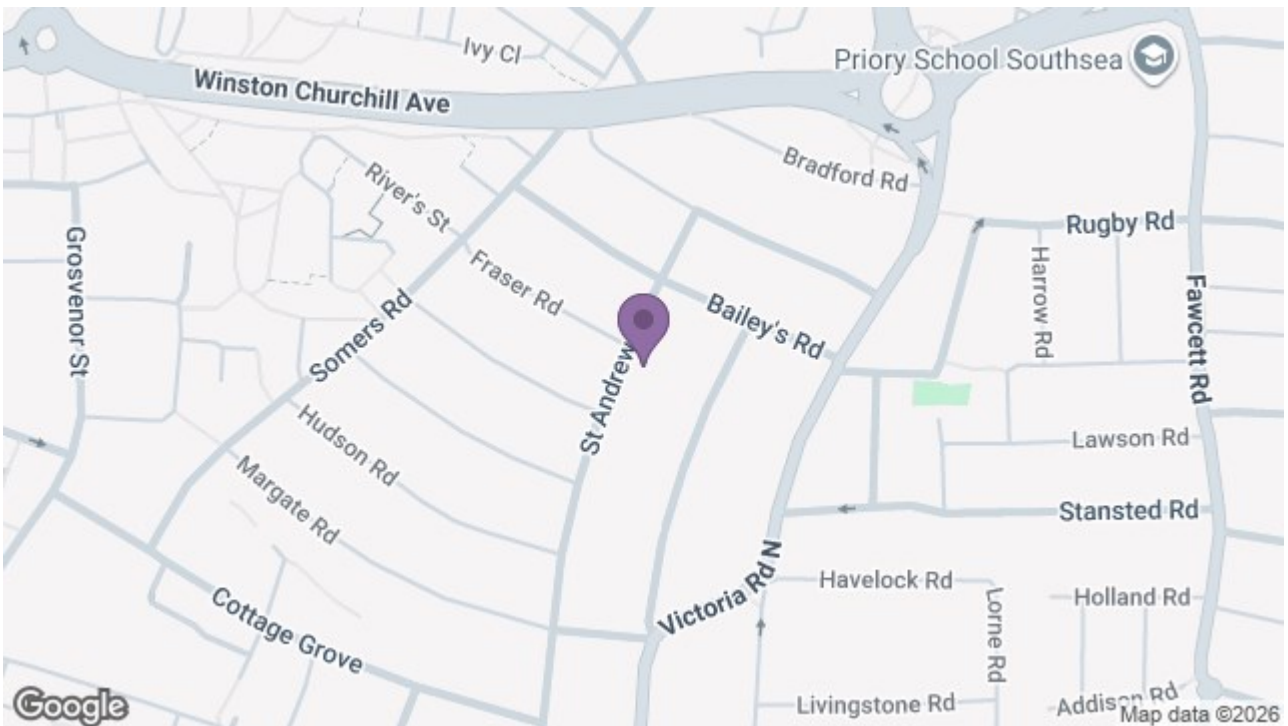 Ivy Cl
Priory School Southsea
Winston Churchill Ave
Bradford Rd
River's St
Rugby Rd
Grosvenor St
Fraser Rd
Harrow Rd
Bailey's Rd
Fawcett Rd
Somers Rd
St Andrew
Hudson Rd
Lawson Rd
Margate Rd
Stansted Rd
Victoria Rd N
Havelock Rd
Lorne Rd
Holland Rd
Cottage Grove
Livingstone Rd
Addison Rd
Google
Map data ©2026